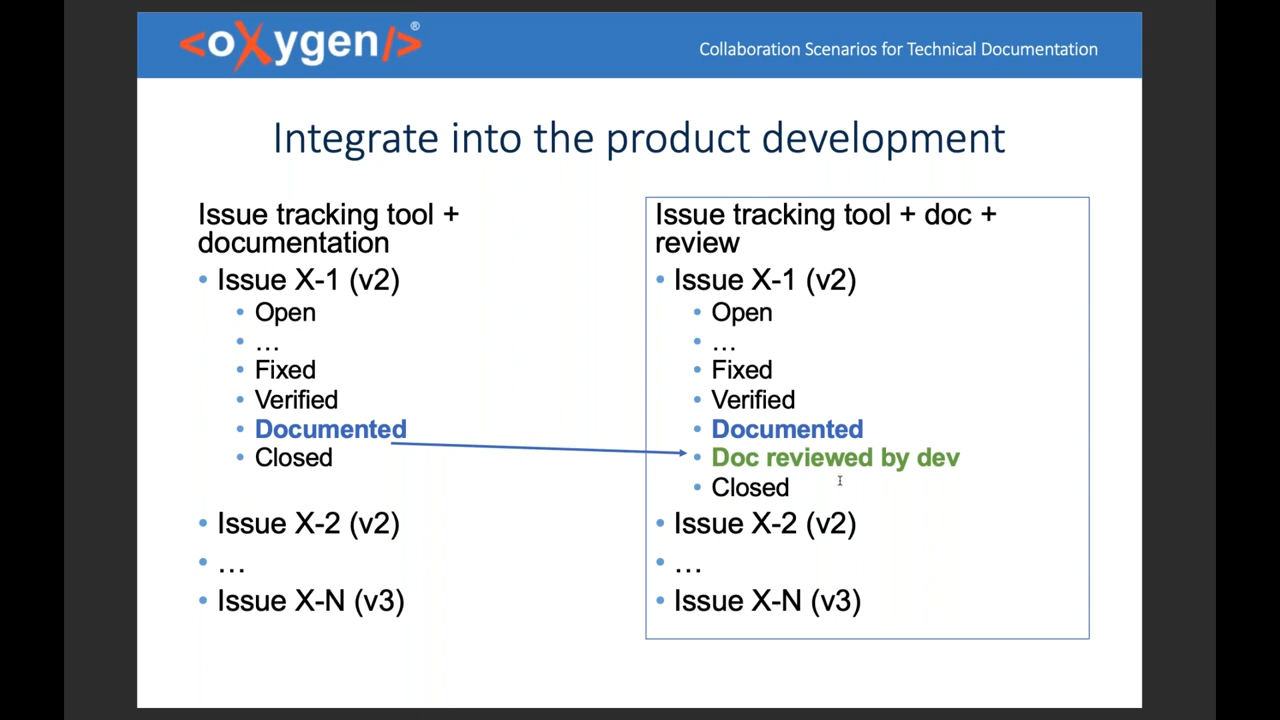 <oXygen/>®
Collaboration Scenarios for Technical Documentation
Integrate into the product development
Issue tracking tool +
documentation
• Issue X-1 (v2)
• Open
• …
• Fixed
• Verified
• Documented
• Closed
• Issue X-2 (v2)
• …
• Issue X-N (v3)
Issue tracking tool + doc +
review
• Issue X-1 (v2)
• Open
• …
• Fixed
• Verified
• Documented
• Doc reviewed by dev
• Closed
• Issue X-2 (v2)
• …
• Issue X-N (v3)